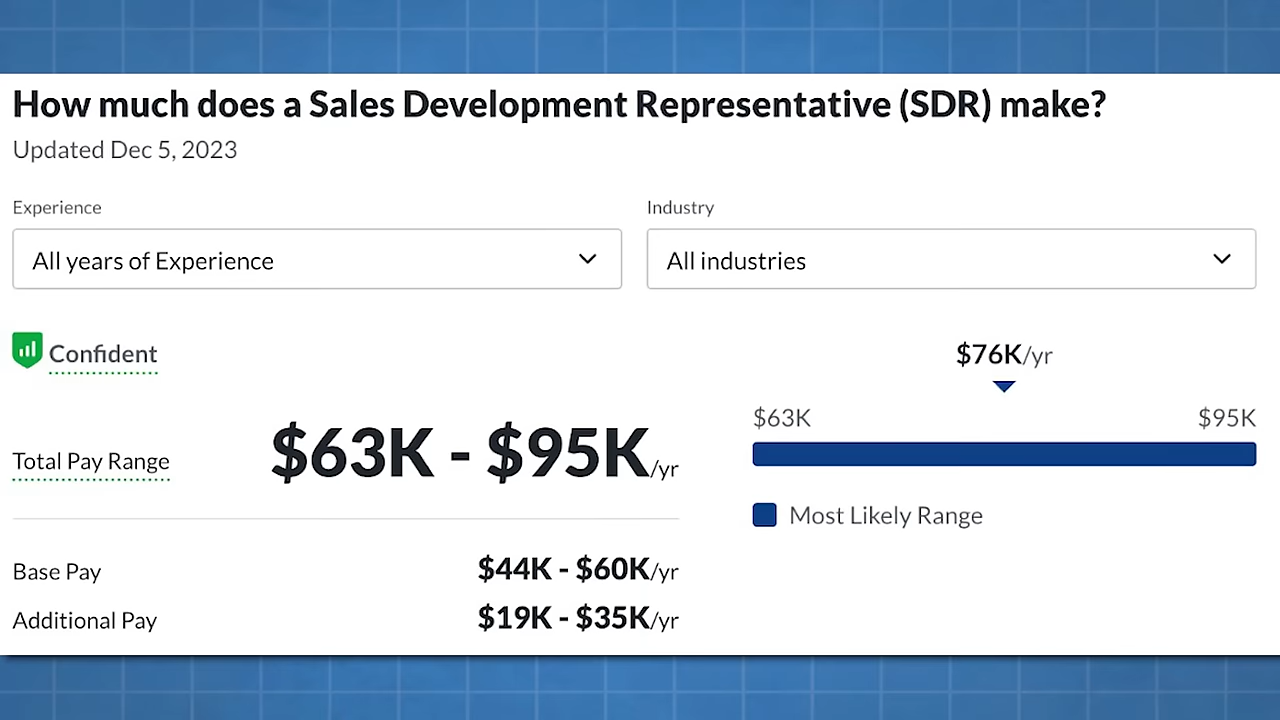 How much does a Sales Development Representative (SDR) make?
Updated Dec 5, 2023
Experience
Industry
All years of Experience
All industries
Confident
$76K/yr
$63K
$95K
Total Pay Range
$63K - $95K/yr
Most Likely Range
Base Pay
$44K - $60K/yr
Additional Pay
$19K - $35K/yr